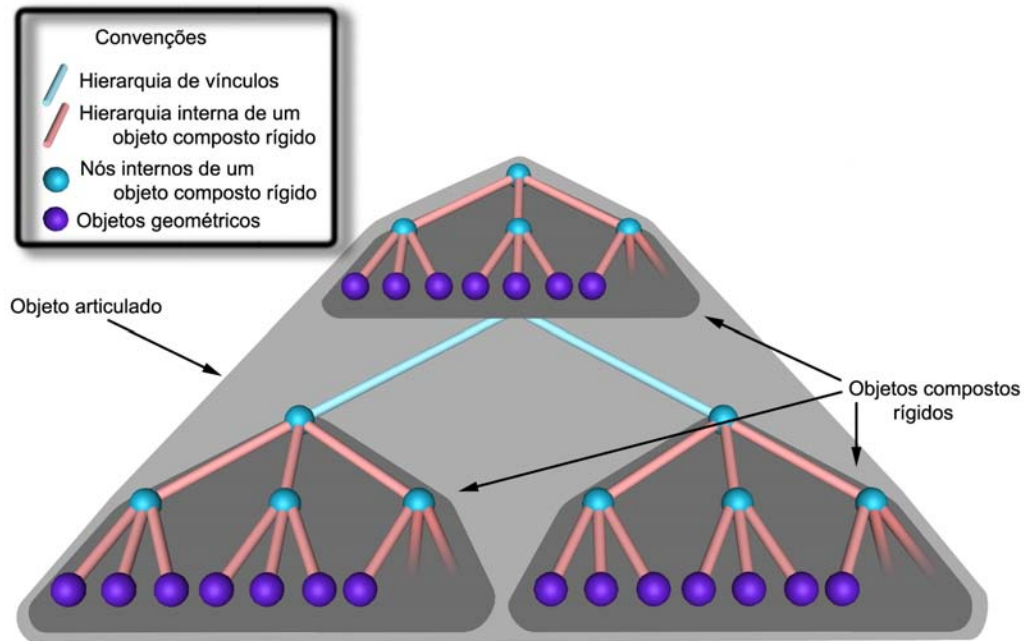 Convenções
Hierarquia de vínculos
Hierarquia interna de um
objeto composto rígido
Nós internos de um
objeto composto rígido
Objetos geométricos
Objeto articulado
Objetos compostos
rígidos